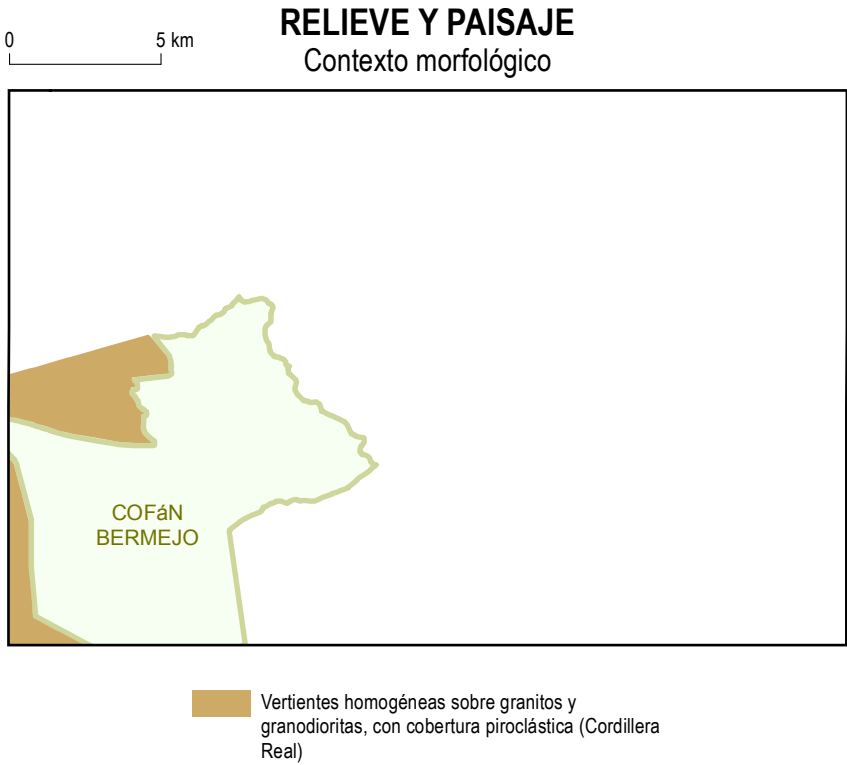 RELIEVE Y PAISAJE
0 5 km
Contexto morfológico
COFáN
BERMEJO
Vertientes homogéneas sobre granitos y
granodioritas, con cobertura piroclástica (Cordillera
Real)